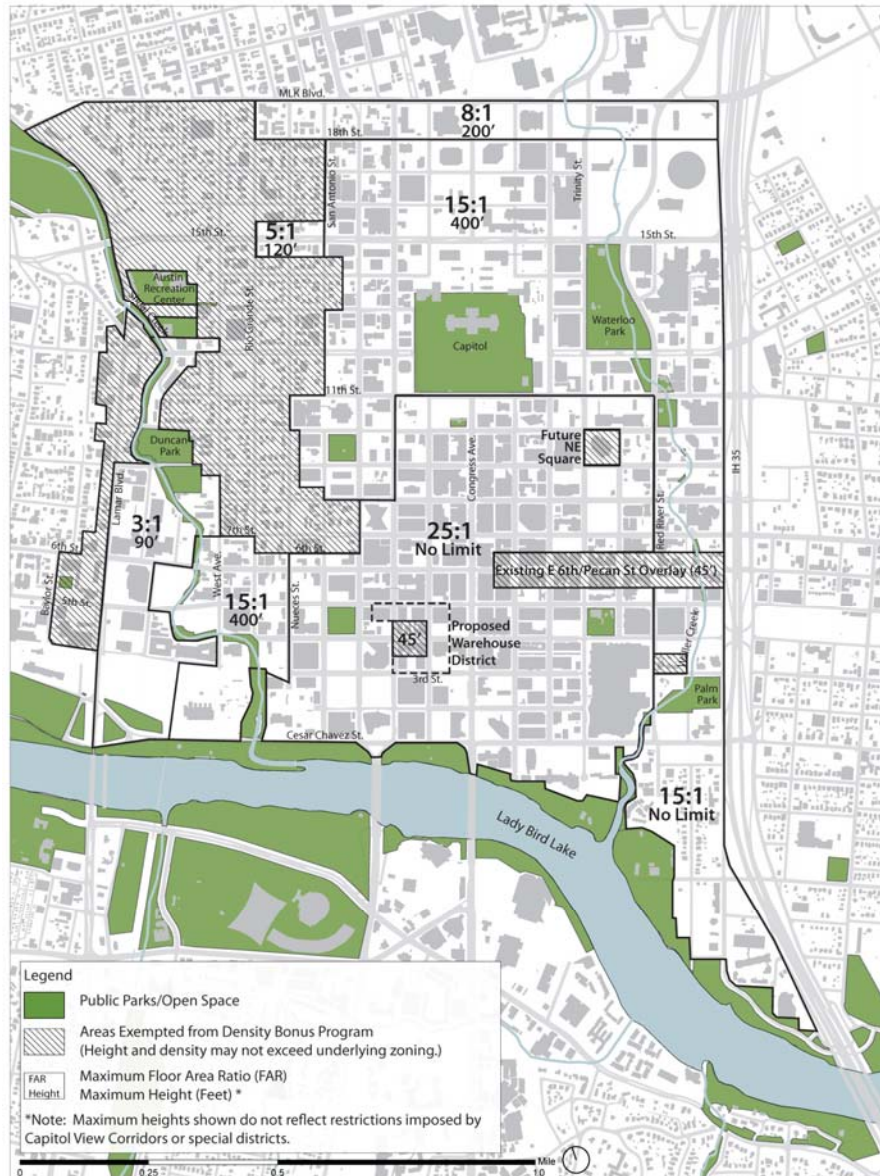 MLK Blvd.
8:1
200’
18th St.
San Antonio St.
Trinity St.
15:1
400’
5:1
120’
15th St.
15th St.
Austin
Recreation
Center
Shoal Creek
Rio Grande St.
Capitol
Waterloo
Park
11th St.
Duncan
Park
Lamar Blvd.
Congress Ave.
Future
NE
Square
IH 35
Red River St.
3:1
90’
7th St.
6th St.
6th St.
25:1
No Limit
Existing E 6th/Pecan St Overlay (45’)
Baylor St.
5th St.
West Ave.
15:1
400’
Nueces St.
45’
Proposed
Warehouse
District
3rd St.
Waller Creek
Palm
Park
Cesar Chavez St.
15:1
No Limit
Lady Bird Lake
Legend
Public Parks/Open Space
Areas Exempted from Density Bonus Program
(Height and density may not exceed underlying zoning.)
FAR
Height
Maximum Floor Area Ratio (FAR)
Maximum Height (Feet) *
*Note: Maximum heights shown do not reflect restrictions imposed by
Capitol View Corridors or special districts.
Mile
0 0.25 0.5 1.0